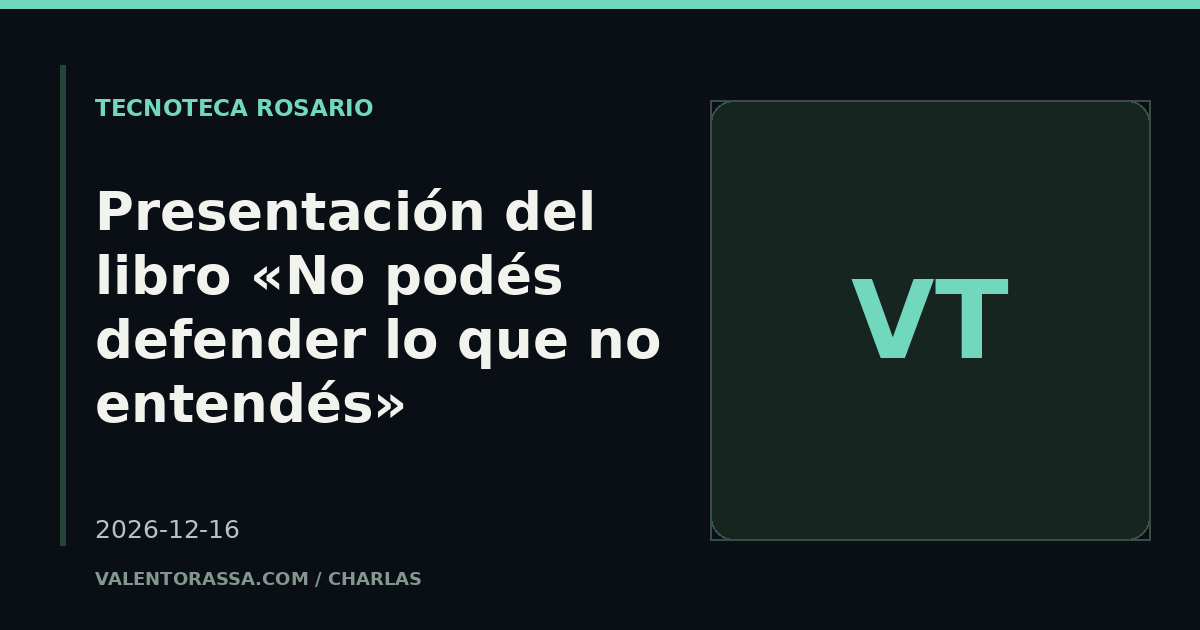 TECNOTECA ROSARIO
Presentación del
libro «No podés
defender lo que no
entendés»
2026-12-16
VALENTORASSA.COM / CHARLAS
VT